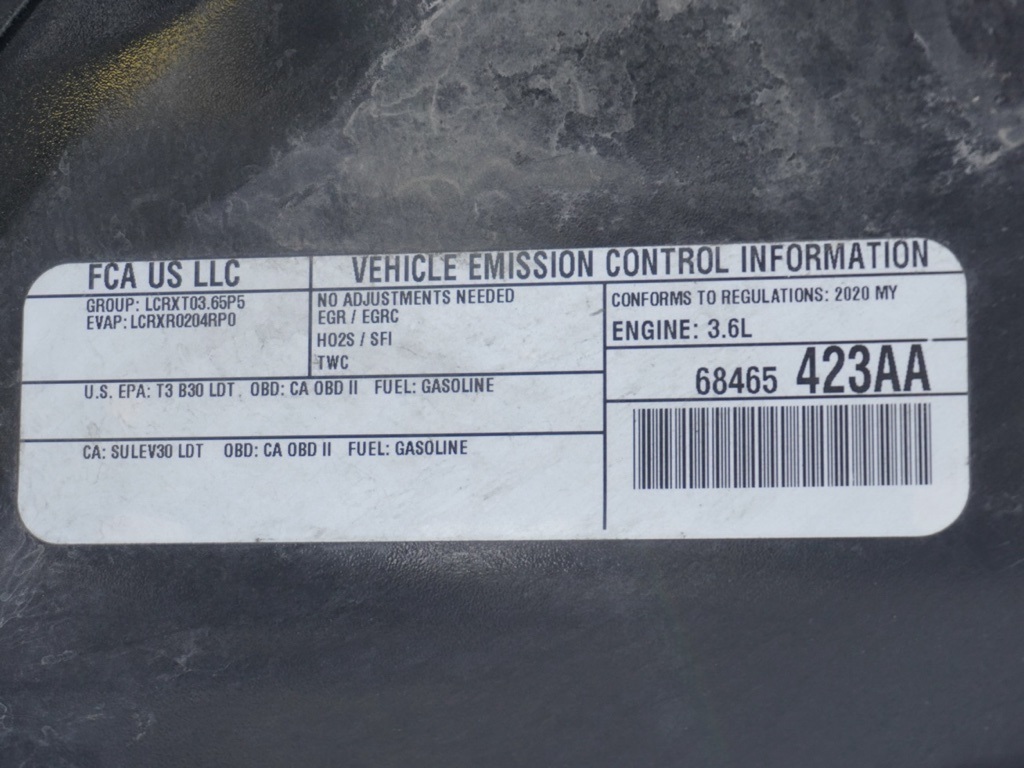 FCA US LLC
VEHICLE EMISSION CONTROL INFORMATION
GROUP: LCRXT03.65P5
EVAP: LCRXR0204RP0
NO ADJUSTMENTS NEEDED
EGR / EGRC
HO2S / SFI
TWC
CONFORMS TO REGULATIONS: 2020 MY
ENGINE: 3.6L
68465 423AA
U.S. EPA: T3 B30 LDT OBD: CA OBD II FUEL: GASOLINE
CA: SULEV30 LDT OBD: CA OBD II FUEL: GASOLINE